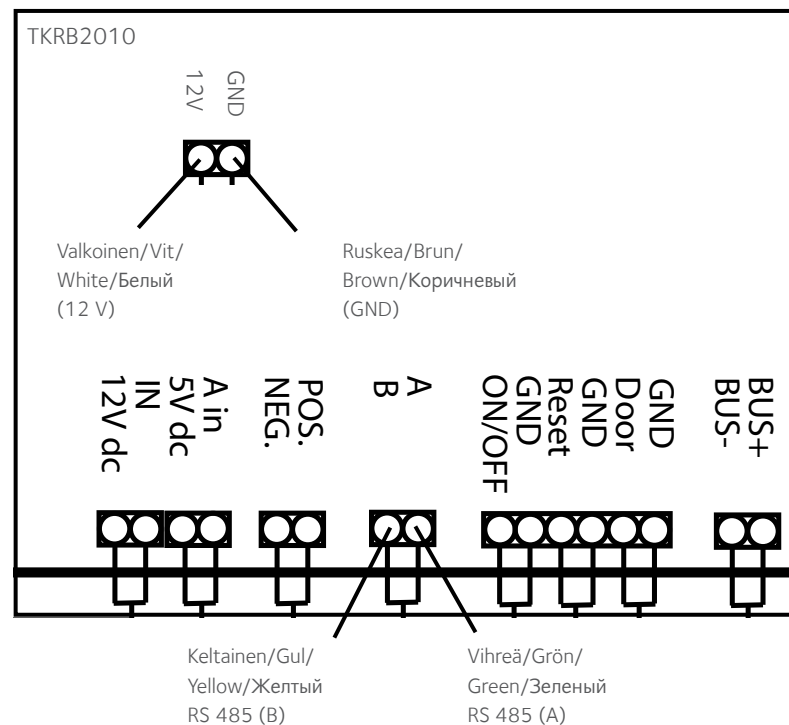 TKRB2010
12V
GND
Valkoinen/Vit/
White/Белый
(12 V)
Ruskea/Brun/
Brown/Коричневый
(GND)
12V dc
IN
5V dc
A in
NEG.
POS.
B
A
ON/OFF
GND
Reset
GND
Door
GND
BUS-
BUS+
Keltainen/Gul/
Yellow/Желтый
RS 485 (B)
Vihreä/Grön/
Green/Зеленый
RS 485 (A)